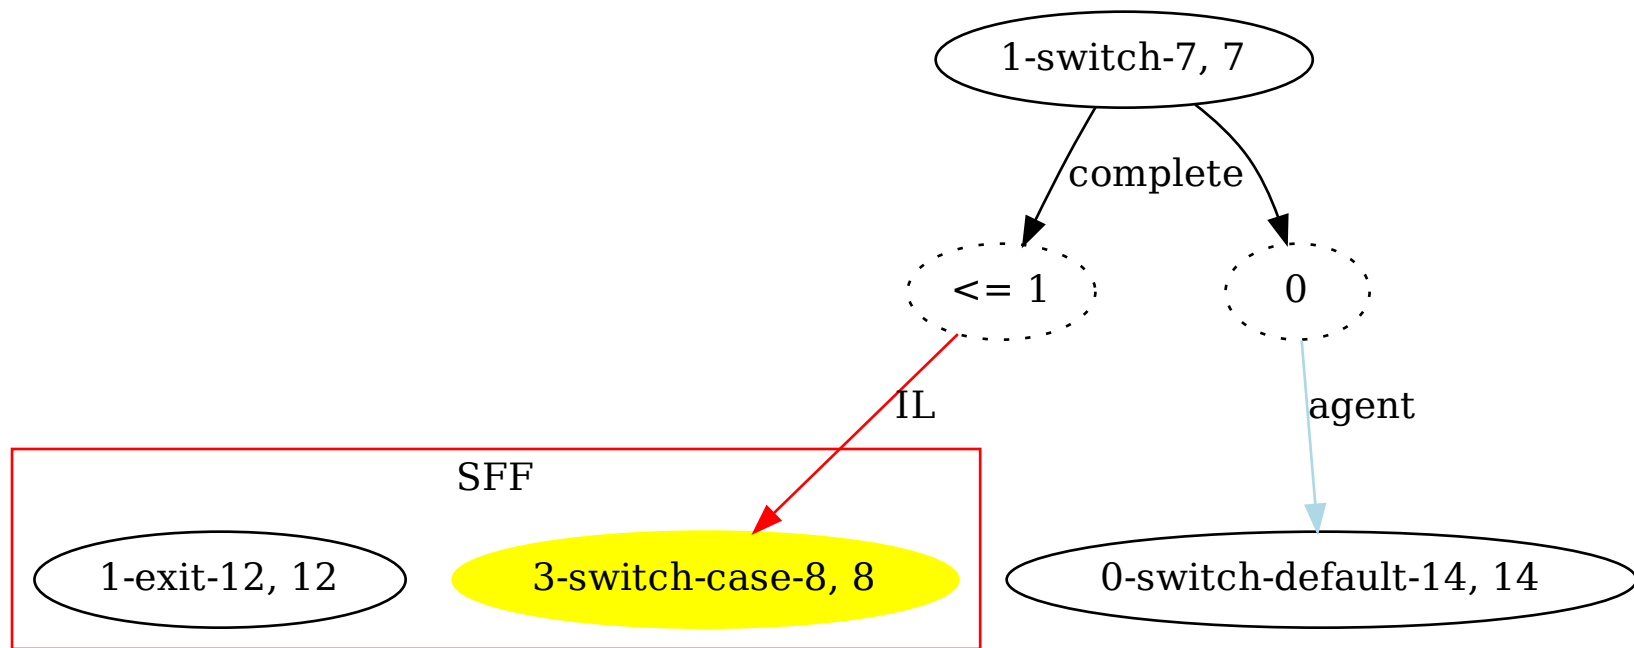 1-switch-7, 7
complete
<= 1
0
IL
agent
SFF
1-exit-12, 12
3-switch-case-8, 8
0-switch-default-14, 14